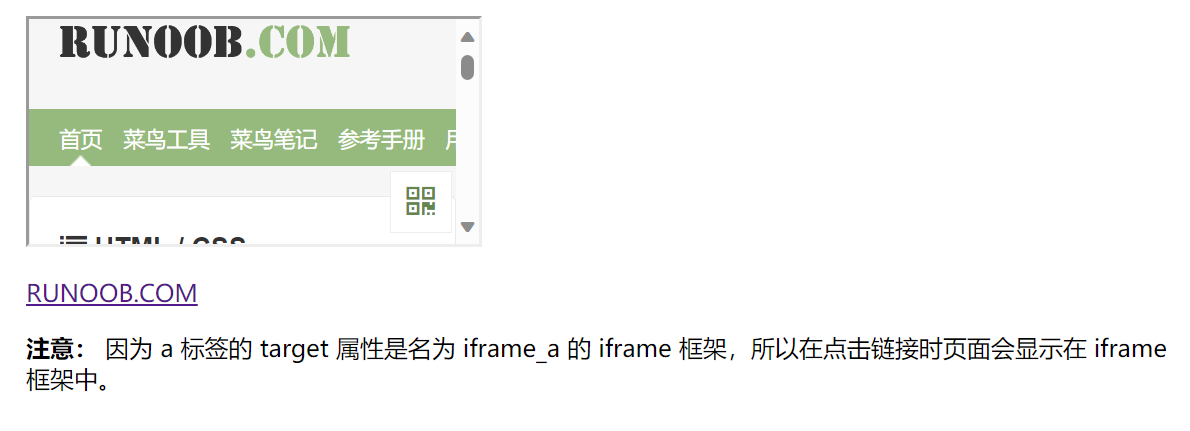 RUNOOB.COM
首页 菜鸟工具 菜鸟笔记 参考手册
HTML / CSS
RUNOOB.COM
注意： 因为 a 标签的 target 属性是名为 iframe_a 的 iframe 框架，所以在点击链接时页面会显示在 iframe
框架中。